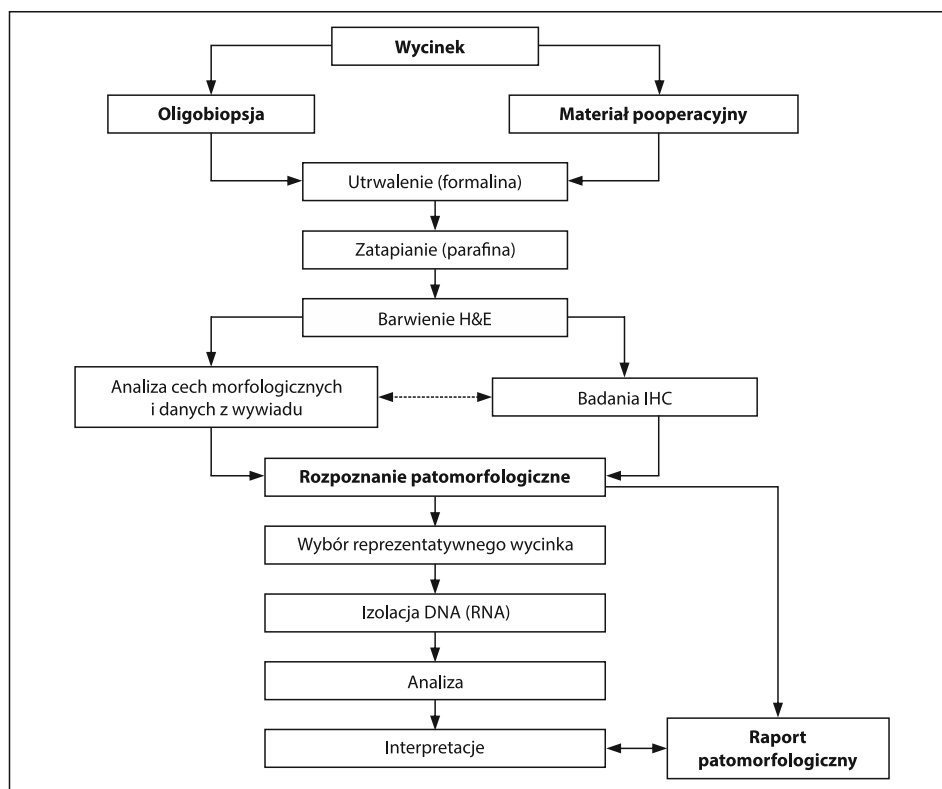 Wycinek
Oligobiopsja
Materiał pooperacyjny
Utrwalenie (formalina)
Zatapianie (parafina)
Barwienie H&E
Analiza cech morfologicznych
i danych z wywiadu
Badania IHC
Rozpoznanie patomorfologiczne
Wybór reprezentatywnego wycinka
Izolacja DNA (RNA)
Analiza
Interpretacje
Raport
patomorfologiczny